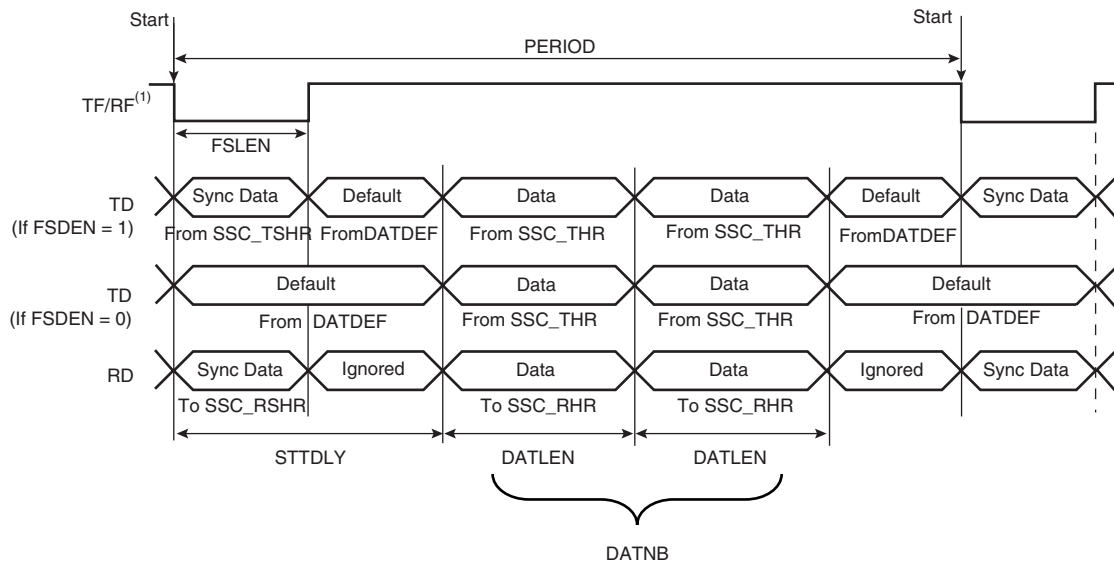 Start
Start
PERIOD
TF/RF(1)
FSLEN
TD
(If FSDEN = 1)
Sync Data
Default
Data
Data
Default
Sync Data
From SSC_TSHR
FromDATDEF
From SSC_THR
From SSC_THR
FromDATDEF
TD
(If FSDEN = 0)
Default
Data
Data
Default
From DATDEF
From SSC_THR
From SSC_THR
From DATDEF
RD
Sync Data
Ignored
Data
Data
Ignored
Sync Data
To SSC_RSHR
To SSC_RHR
To SSC_RHR
STTDLY
DATLEN
DATLEN
DATNB